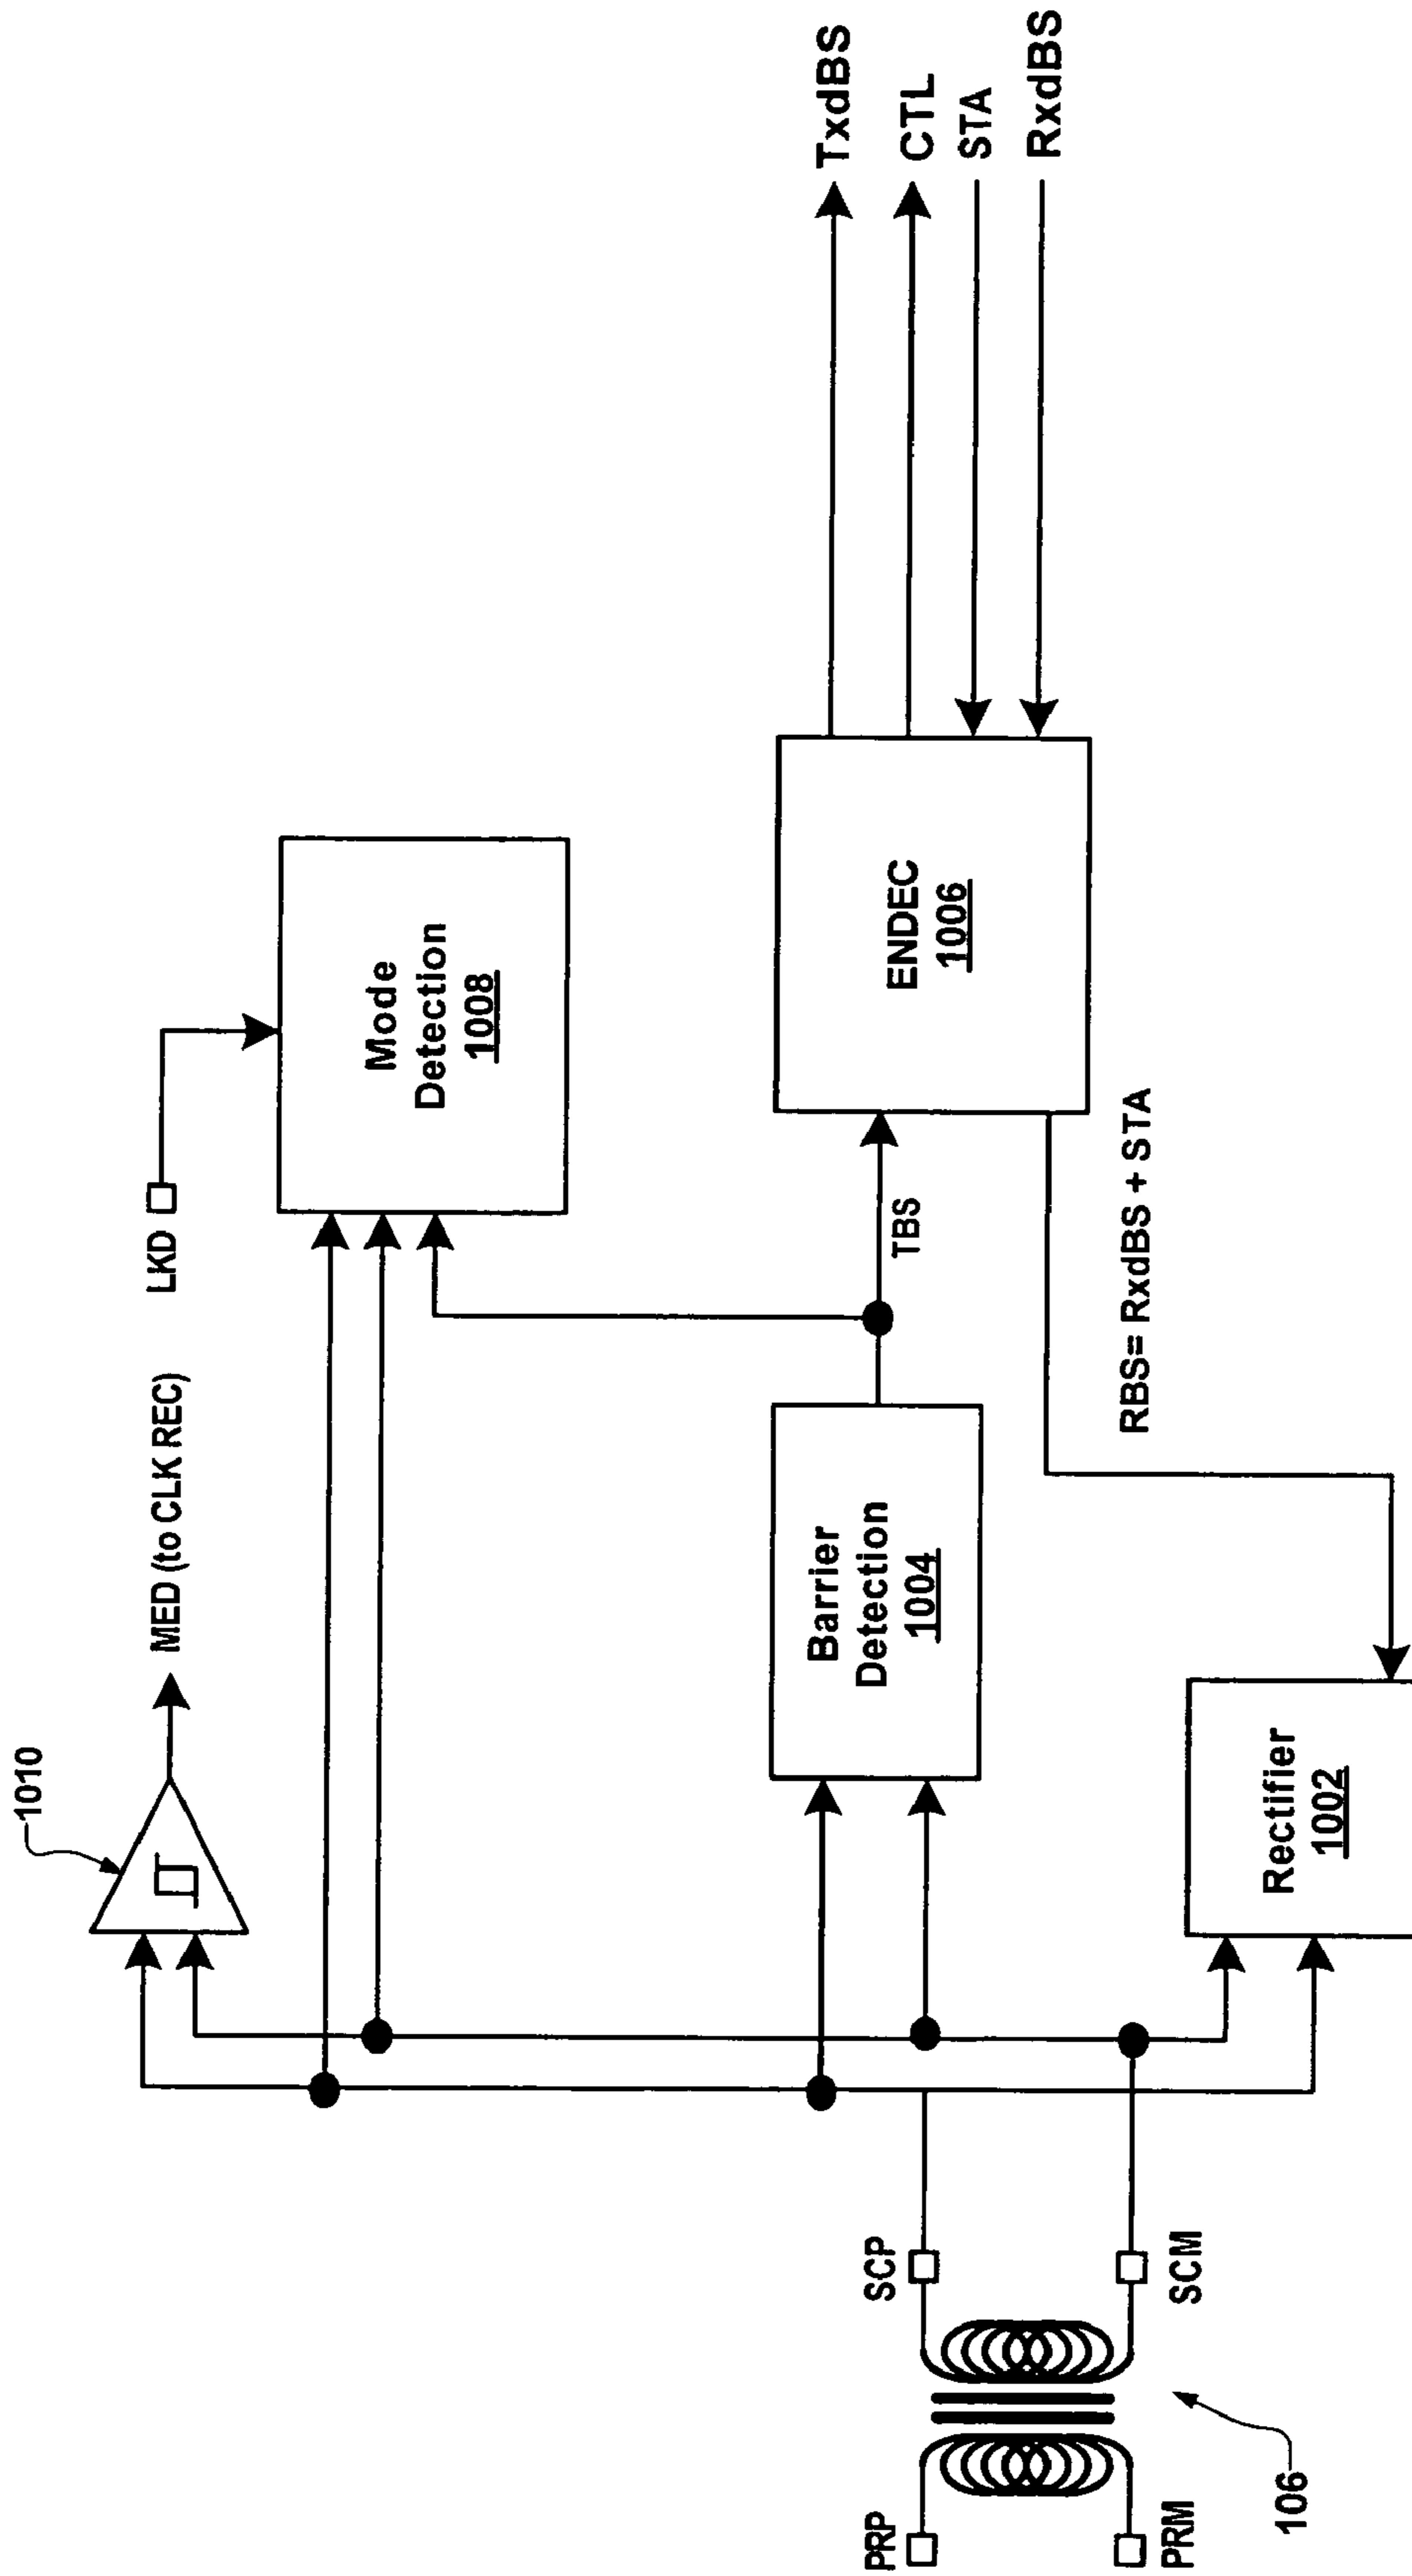 1010
MED (to CLK REC)
LKD
Mode
Detection
1008
TxdBS
CTL
STA
RxdBS
Barrier
Detection
1004
TBS
ENDEC
1006
RBS= RxdBS + STA
Rectifier
1002
PRP
SCP
PRM
SCM
106